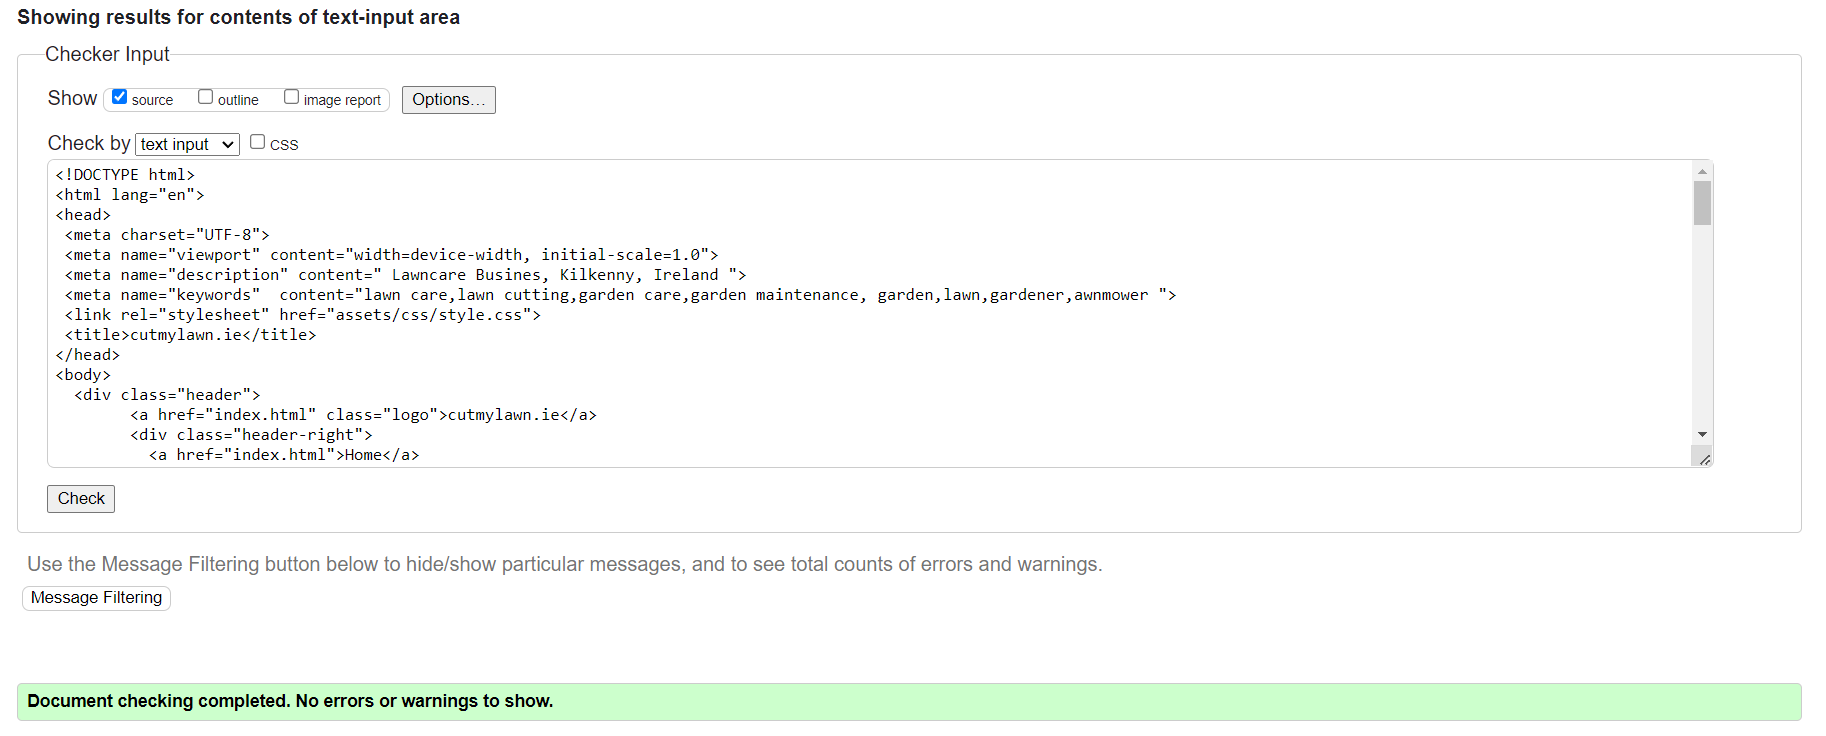 Showing results for contents of text-input area
Checker Input
Show source outline image report Options...
Check by text input CSS
<!DOCTYPE html>
<html lang="en">
<head>
<meta charset="UTF-8">
<meta name="viewport" content="width=device-width, initial-scale=1.0">
<meta name="description" content=" Lawncare Busines, Kilkenny, Ireland ">
<meta name="keywords"  content="lawn care,lawn cutting,garden care,garden maintenance, garden,lawn,gardener,awnmower ">
<link rel="stylesheet" href="assets/css/style.css">
<title>cutmylawn.ie</title>
</head>
<body>
<div class="header">
<a href="index.html" class="logo">cutmylawn.ie</a>
<div class="header-right">
<a href="index.html">Home</a>
Check
Use the Message Filtering button below to hide/show particular messages, and to see total counts of errors and warnings.
Message Filtering
Document checking completed. No errors or warnings to show.